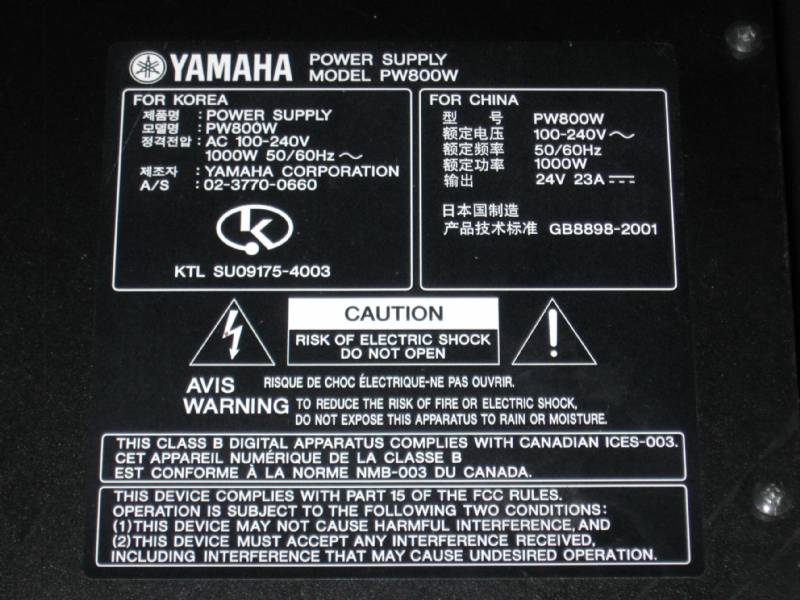 YAMAHA POWER SUPPLY
MODEL PW800W
FOR KOREA
제품명 : POWER SUPPLY
모델명 : PW800W
정격전압 : AC 100-240V
1000W 50/60Hz ～
제조자 : YAMAHA CORPORATION
A/S : 02-3770-0660
KTL SU09175-4003
FOR CHINA
型 号 PW800W
额定电压 100-240V～
额定频率 50/60Hz
额定功率 1000W
输出 24V 23A⎓
日本国制造
产品技术标准 GB8898-2001
CAUTION
RISK OF ELECTRIC SHOCK
DO NOT OPEN
AVIS RISQUE DE CHOC ÉLECTRIQUE-NE PAS OUVRIR.
WARNING TO REDUCE THE RISK OF FIRE OR ELECTRIC SHOCK,
DO NOT EXPOSE THIS APPARATUS TO RAIN OR MOISTURE.
THIS CLASS B DIGITAL APPARATUS COMPLIES WITH CANADIAN ICES-003.
CET APPAREIL NUMÉRIQUE DE LA CLASSE B
EST CONFORME À LA NORME NMB-003 DU CANADA.
THIS DEVICE COMPLIES WITH PART 15 OF THE FCC RULES.
OPERATION IS SUBJECT TO THE FOLLOWING TWO CONDITIONS:
(1)THIS DEVICE MAY NOT CAUSE HARMFUL INTERFERENCE, AND
(2)THIS DEVICE MUST ACCEPT ANY INTERFERENCE RECEIVED,
INCLUDING INTERFERENCE THAT MAY CAUSE UNDESIRED OPERATION.